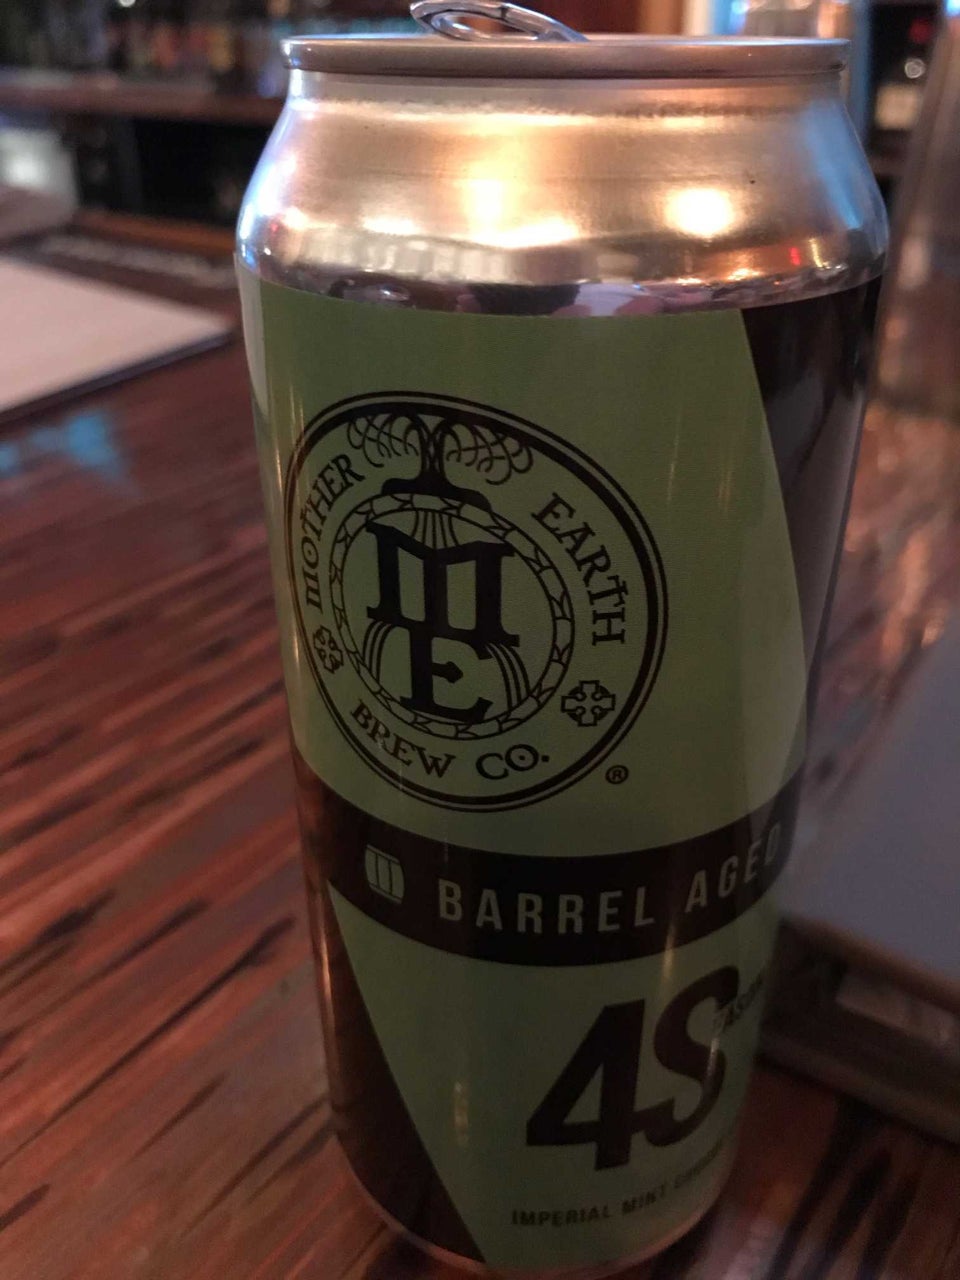 MOTHER EARTH
ME
BREW CO.
®
BARREL AGED
4S
IMPERIAL MINT